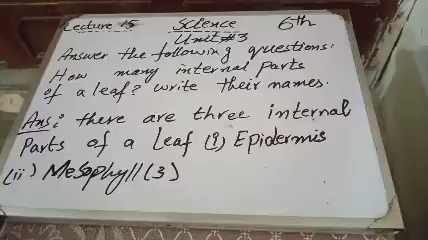 Lecture 15 Science 6th
Unit #3
Answer the following questions:
How many internal parts
of a leaf? write their names.
Ans: there are three internal
Parts of a leaf (i) Epidermis
(ii) Mesophyll (3)